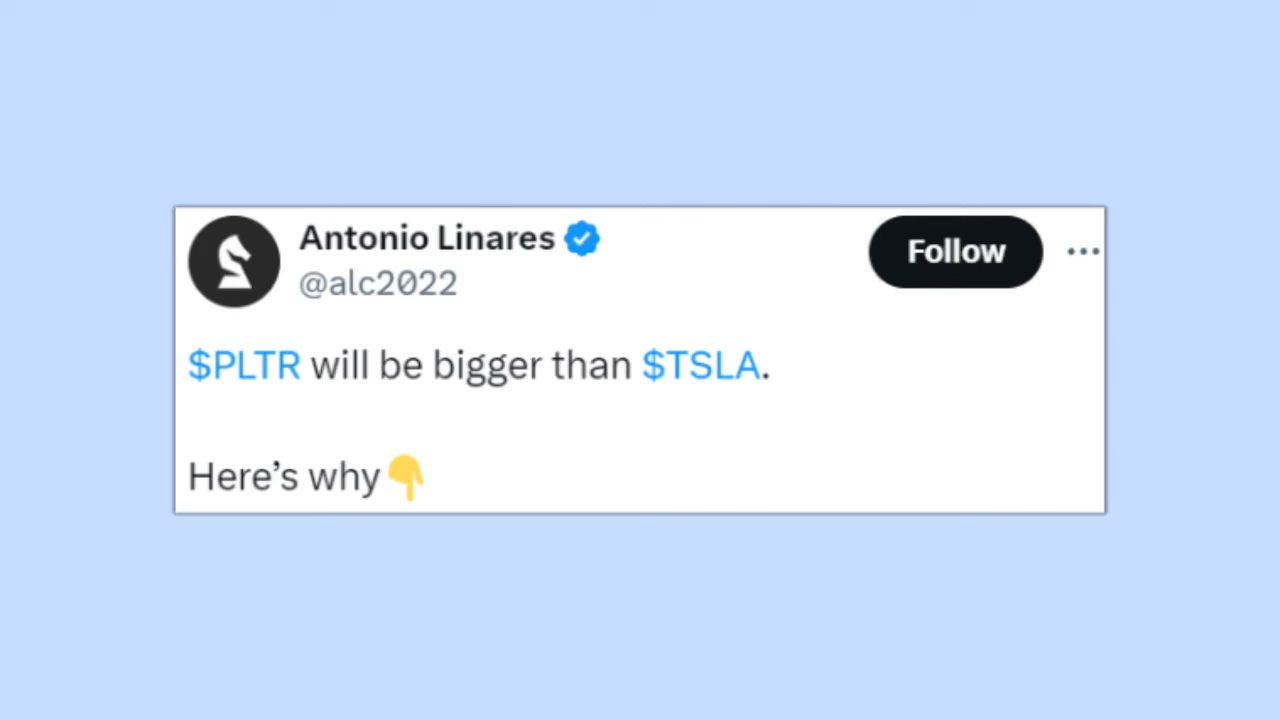 Antonio Linares
@alc2022
Follow
$PLTR will be bigger than $TSLA.
Here’s why👇